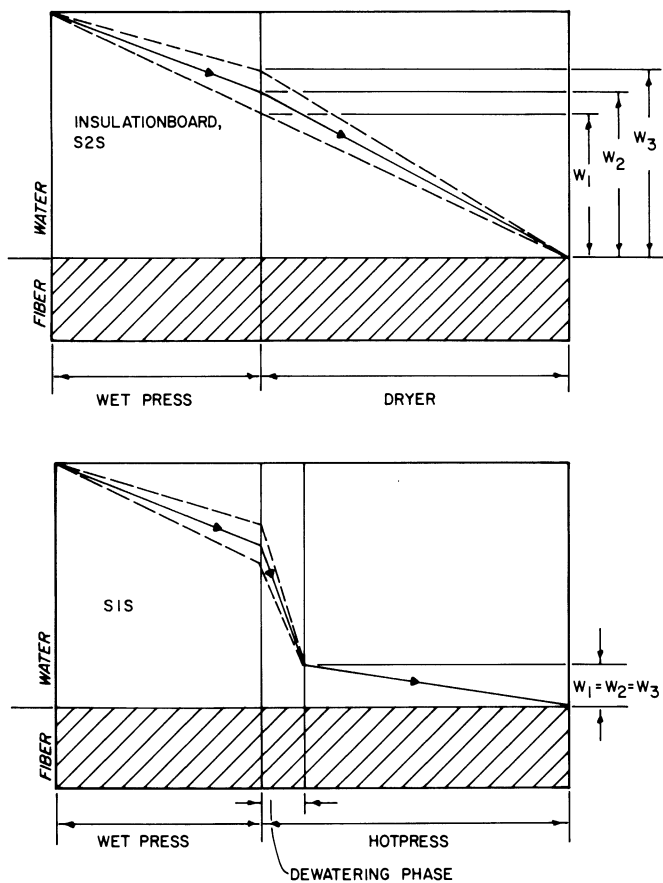 INSULATIONBOARD,
S2S
W1
W2
W3
WATER
FIBER
WET PRESS
DRYER
SIS
WATER
W1 = W2 = W3
FIBER
WET PRESS
HOTPRESS
DEWATERING PHASE